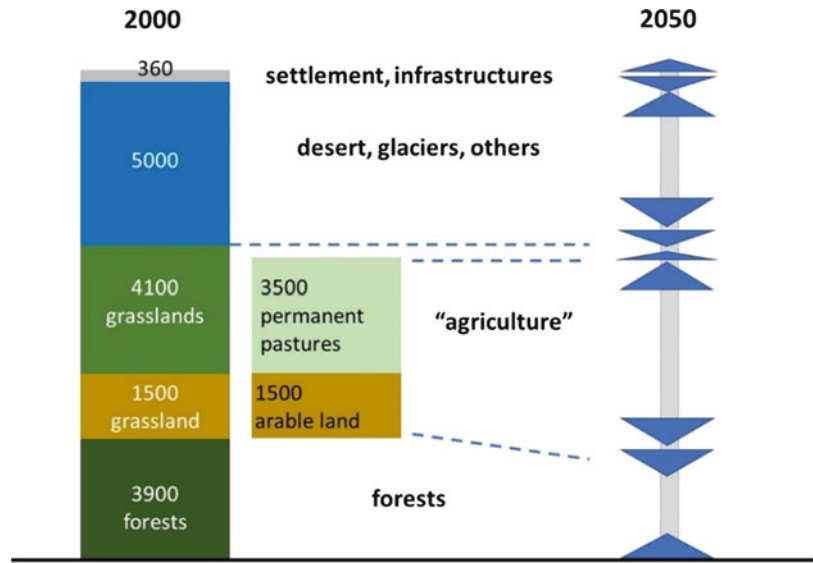 2000
2050
360
settlement, infrastructures
5000
desert, glaciers, others
4100
grasslands
3500
permanent
pastures
"agriculture"
1500
grassland
1500
arable land
3900
forests
forests